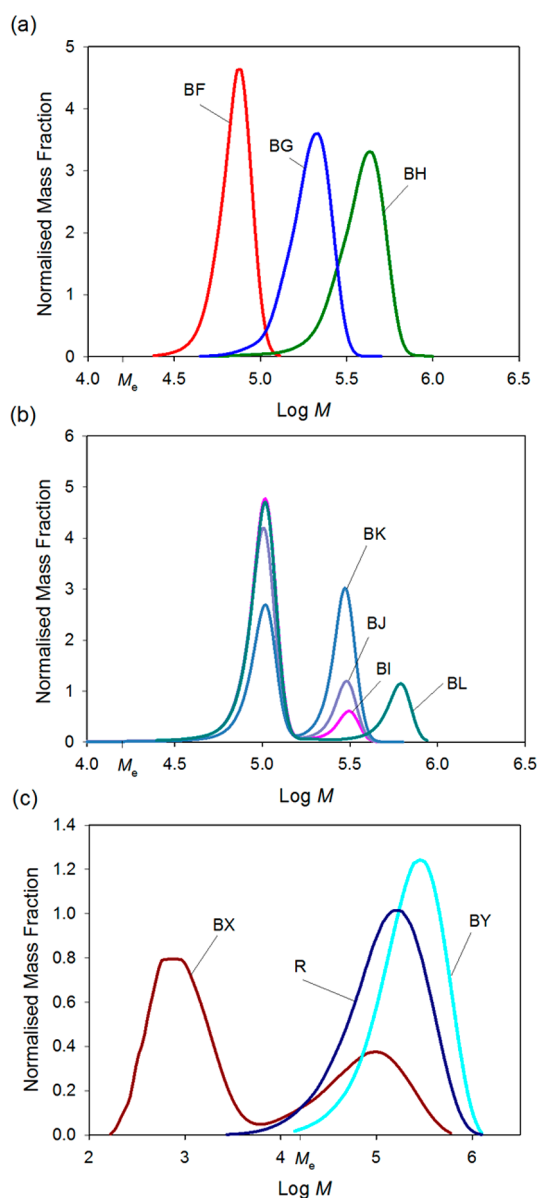 (a)
5
4
3
2
1
0
Normalised Mass Fraction
BF
BG
BH
4.0
Me
4.5
5.0
5.5
6.0
6.5
Log M
(b)
6
5
4
3
2
1
0
Normalised Mass Fraction
BK
BJ
BI
BL
4.0
Me
4.5
5.0
5.5
6.0
6.5
Log M
(c)
1.4
1.2
1.0
0.8
0.6
0.4
0.2
0.0
Normalised Mass Fraction
BX
R
BY
2
3
4
Me
5
6
Log M